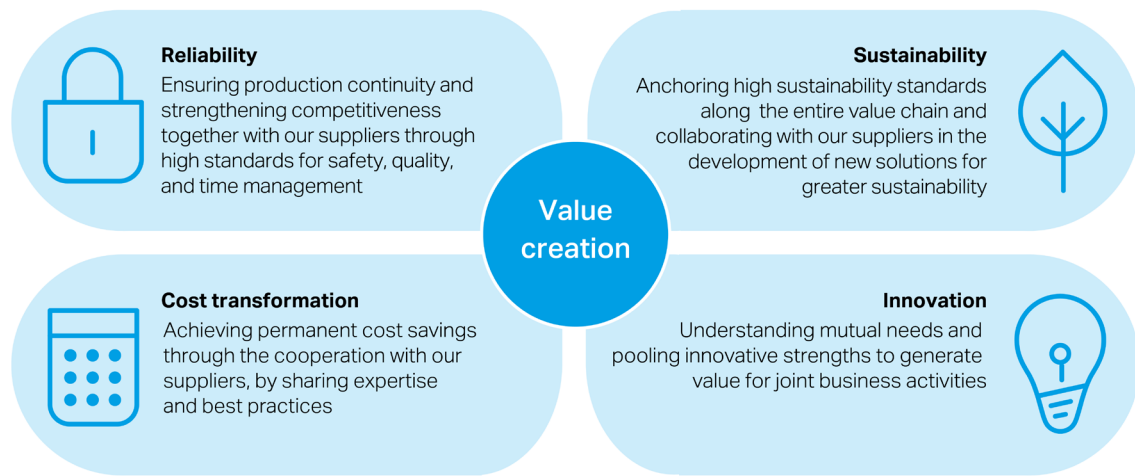 Reliability
Ensuring production continuity and
strengthening competitiveness
together with our suppliers through
high standards for safety, quality,
and time management
Sustainability
Anchoring high sustainability standards
along the entire value chain and
collaborating with our suppliers in the
development of new solutions for
greater sustainability
Value
creation
Cost transformation
Achieving permanent cost savings
through the cooperation with our
suppliers, by sharing expertise
and best practices
Innovation
Understanding mutual needs and
pooling innovative strengths to generate
value for joint business activities